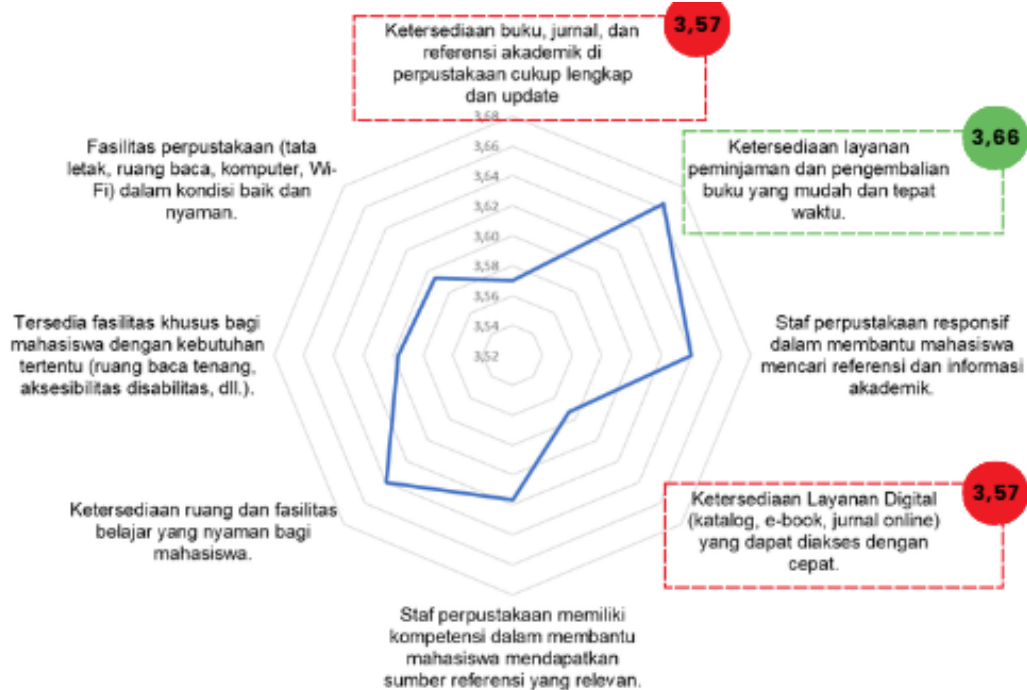 Ketersediaan buku, jurnal, dan
referensi akademik di
perpustakaan cukup lengkap
dan update
3,57
Ketersediaan layanan
peminjaman dan pengembalian
buku yang mudah dan tepat
waktu.
3,66
Staf perpustakaan responsif
dalam membantu mahasiswa
mencari referensi dan informasi
akademik.
Ketersediaan Layanan Digital
(katalog, e-book, jurnal online)
yang dapat diakses dengan
cepat.
3,57
Staf perpustakaan memiliki
kompetensi dalam membantu
mahasiswa mendapatkan
sumber referensi yang relevan.
Ketersediaan ruang dan fasilitas
belajar yang nyaman bagi
mahasiswa.
Tersedia fasilitas khusus bagi
mahasiswa dengan kebutuhan
tertentu (ruang baca tenang,
aksesibilitas disabilitas, dll.).
Fasilitas perpustakaan (tata
letak, ruang baca, komputer, Wi-
Fi) dalam kondisi baik dan
nyaman.
3,68
3,66
3,64
3,62
3,60
3,58
3,56
3,54
3,52